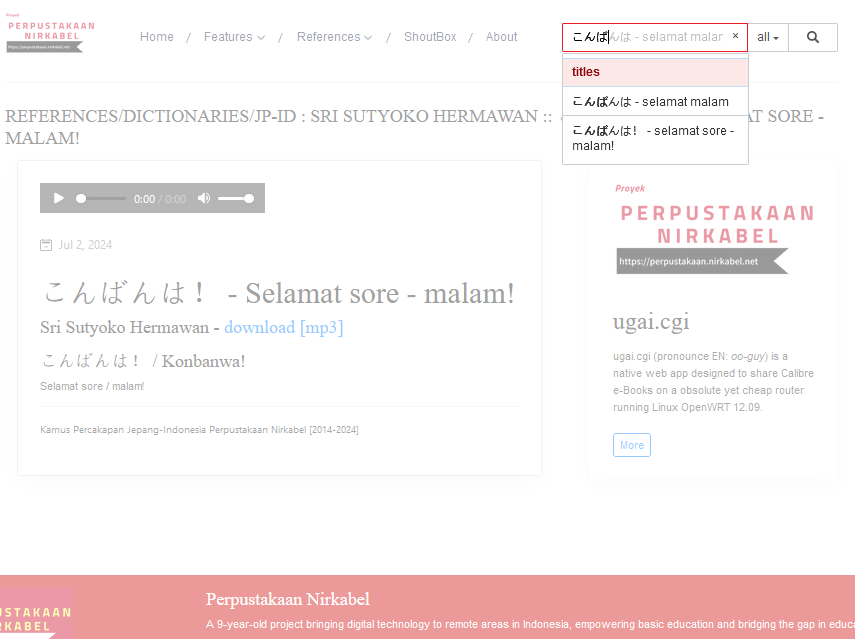 Proyek
PERPUSTAKAAN
NIRKABEL
https://perpustakaan.nirkabel.net
Home / Features / References / ShoutBox / About
こんばんは - selamat malar × all
titles
こんばんは - selamat malam
こんばんは！ - selamat sore -
malam!
REFERENCES/DICTIONARIES/JP-ID : SRI SUTYOKO HERMAWAN :: AT SORE -
MALAM!
0:00 / 0:00
Jul 2, 2024
こんばんは！ - Selamat sore - malam!
Sri Sutyoko Hermawan - download [mp3]
こんばんは！ / Konbanwa!
Selamat sore / malam!
Kamus Percakapan Jepang-Indonesia Perpustakaan Nirkabel [2014-2024]
Proyek
PERPUSTAKAAN
NIRKABEL
https://perpustakaan.nirkabel.net
ugai.cgi
ugai.cgi (pronounce EN: oo-guy) is a
native web app designed to share Calibre
e-Books on a obsolete yet cheap router
running Linux OpenWRT 12.09.
More
USTAKAAN
RKABEL
Perpustakaan Nirkabel
A 9-year-old project bringing digital technology to remote areas in Indonesia, empowering basic education and bridging the gap in educa